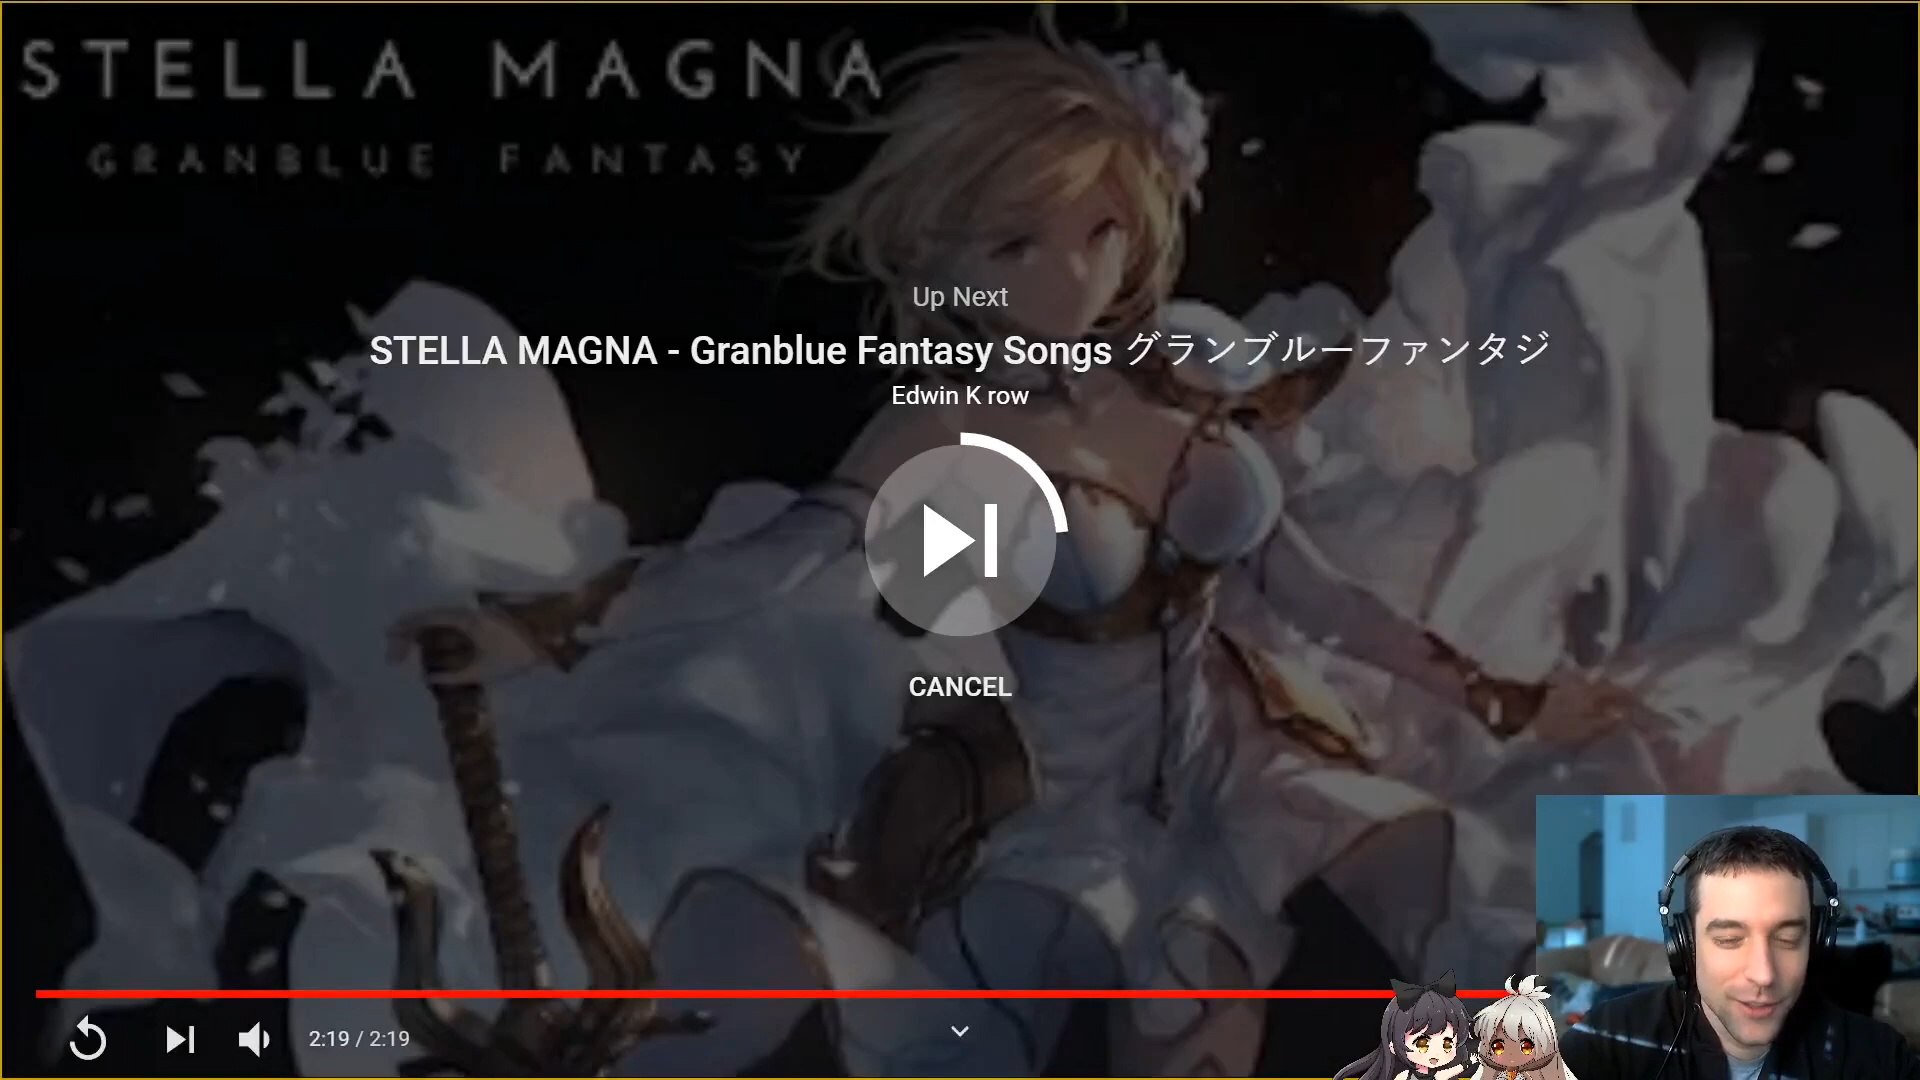 STELLA MAGNA
GRANBLUE FANTASY
Up Next
STELLA MAGNA - Granblue Fantasy Songs グランブルーファンタジ
Edwin K row
CANCEL
2:19 / 2:19